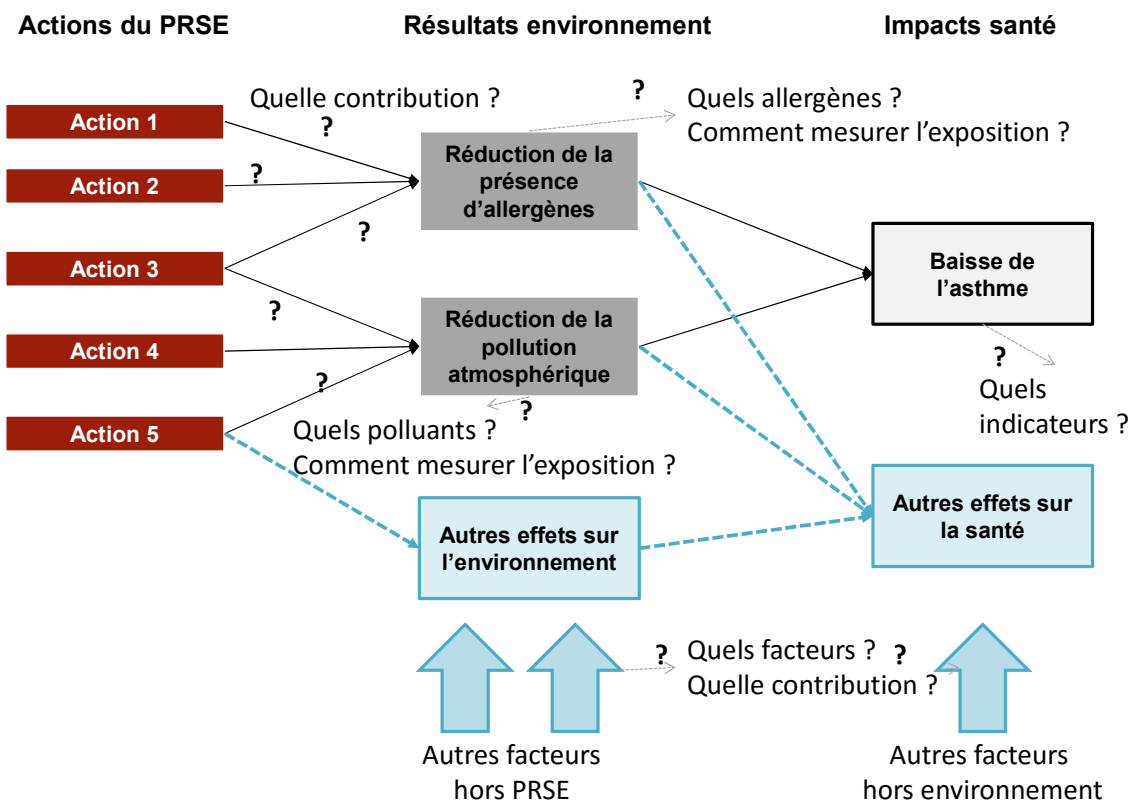 Actions du PRSE
Résultats environnement
Impacts santé
Quelle contribution ?
?
Quels allergènes ?
Comment mesurer l'exposition ?
Action 1
?
Action 2
?
Action 3
?
?
Action 4
?
Action 5
Réduction de la
présence
d'allergènes
Réduction de la
pollution
atmosphérique
?
Quels polluants ?
Comment mesurer l'exposition ?
Baisse de
l'asthme
?
Quels
indicateurs ?
Autres effets sur
l'environnement
Autres effets sur
la santé
?
Quels facteurs ?
?
Quelle contribution ?
Autres facteurs
hors PRSE
Autres facteurs
hors environnement